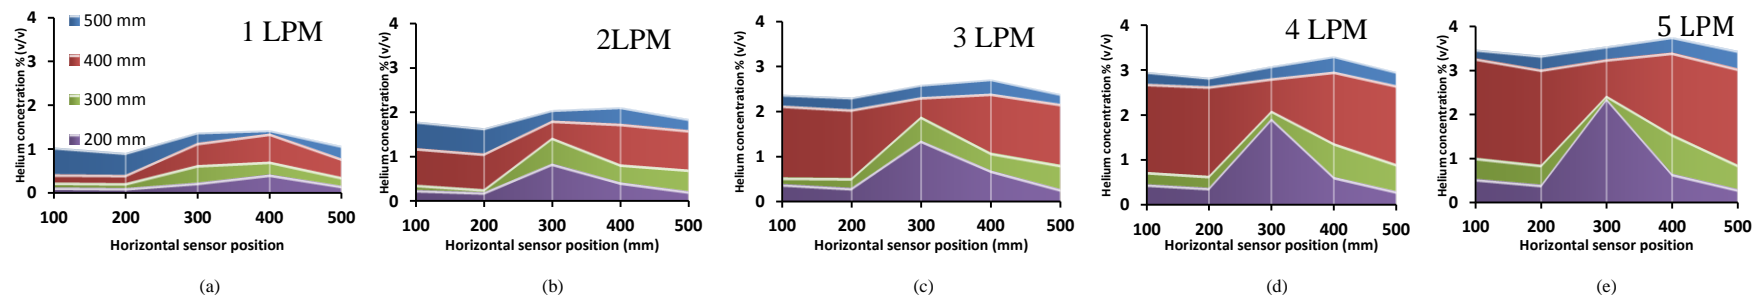 4
3
2
1
0
Helium concetration % (v/v)
500 mm
400 mm
300 mm
200 mm
1 LPM
100 200 300 400 500
Horizontal sensor position
(a)
4
3
2
1
0
Helium concentration % (v/v)
2LPM
100 200 300 400 500
Horizontal sensor position (mm)
(b)
4
3
2
1
0
Helium concentration % (v/v)
3 LPM
100 200 300 400 500
Horizontal sensor position (mm)
(c)
4
3
2
1
0
Helium concentration % (v/v)
4 LPM
100 200 300 400 500
Horizontal sensor position (mm)
(d)
4
3
2
1
0
Helium concentration % (v/v)
5 LPM
100 200 300 400 500
Horizontal sensor position
(e)